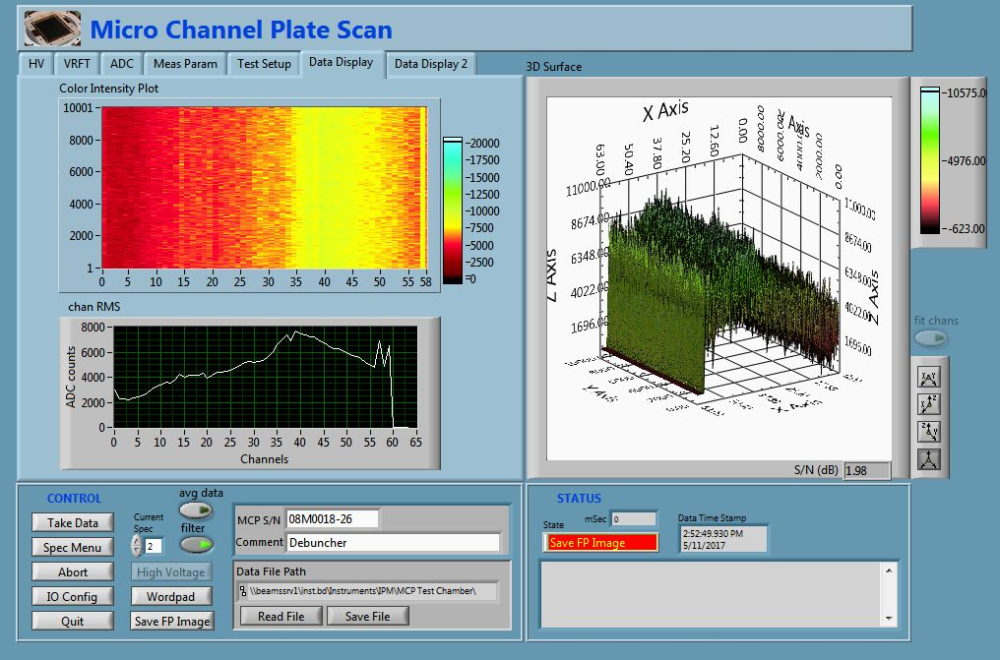 Micro Channel Plate Scan
HV VRFT ADC Meas Param Test Setup Data Display Data Display 2
Color Intensity Plot
10001
8000
6000
4000
2000
1
0 5 10 15 20 25 30 35 40 45 50 55 58
20000
17500
15000
12500
10000
7500
5000
2500
0
chan RMS
8000
6000
4000
2000
0
ADC counts
0 5 10 15 20 25 30 35 40 45 50 55 60 65
Channels
3D Surface
X Axis
63.00 50.40 37.80 25.20 12.60 0.00
8000.00 6000.00 0.00
Axis
11000.00
8674.00
6348.00
4022.00
1696.00
Z Axis
11000.00
8674.00
6348.00
4022.00
1696.00
Z Axis
Y Axis
X-Axis
10575.00
4976.00
-623.00
fit chans
S/N (dB) 1.98
CONTROL
avg data
Take Data
Current Spec
2
filter
Spec Menu
Abort
High Voltage
IO Config
Wordpad
Quit
Save FP Image
MCP S/N 08M0018-26
Comment Debuncher
Data File Path
\\beamssrv1\inst.bd\Instruments\IPM\MCP Test Chamber\
Read File Save File
STATUS
State
Save FP Image
mSec 0
Data Time Stamp
2:52:49.930 PM
5/11/2017